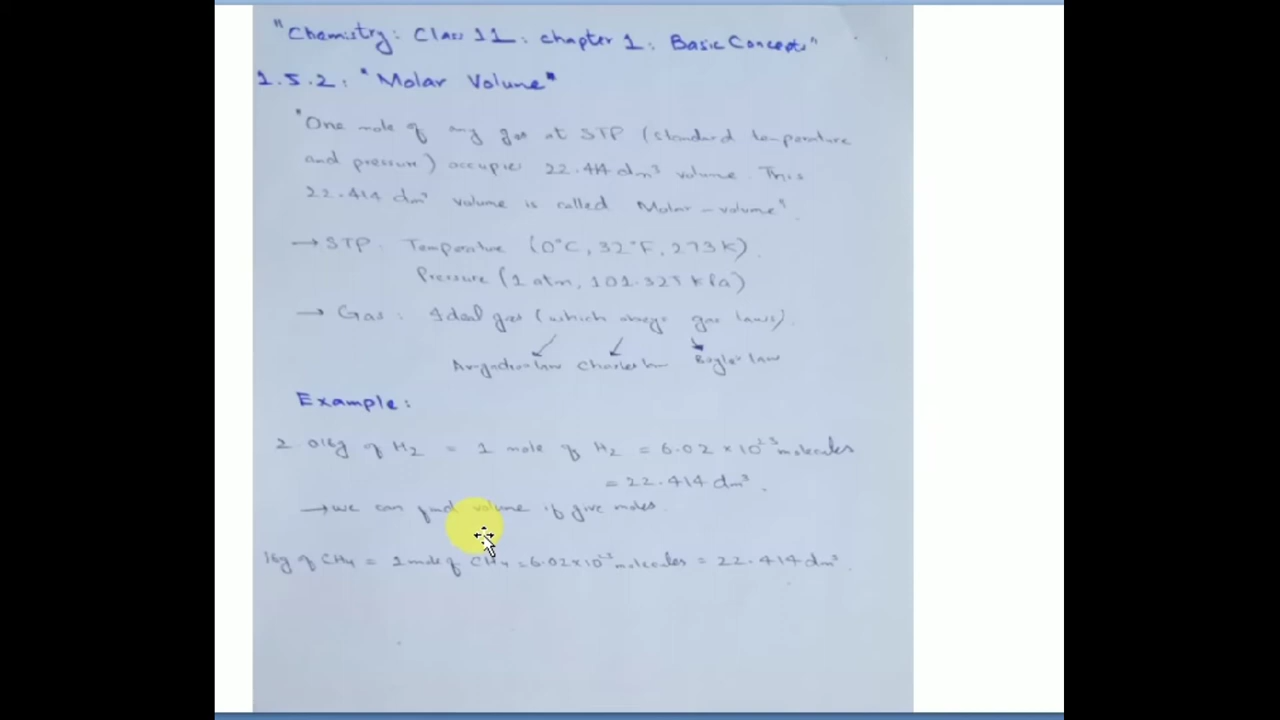 "Chemistry: Class 11: chapter 1: Basic Concepts"
1.5.2: "Molar Volume"
"One mole of any gas at STP (standard temperature
and pressure) occupies 22.414 dm³ volume. This
22.414 dm³ volume is called Molar-volume".
→ STP: Temperature (0°C, 32°F, 273K).
Pressure (1 atm, 101.325 kPa)
→ Gas: Ideal gas (which obeys gas laws).
Charles law Boyle's law
Example:
2.016g of H₂ = 1 mole of H₂ = 6.02 × 10²³ molecules
= 22.414 dm³.
→ we can find volume if give moles.
16g of CH₄ = 1 mole of CH₄ = 6.02×10²³ molecules = 22.414 dm³.